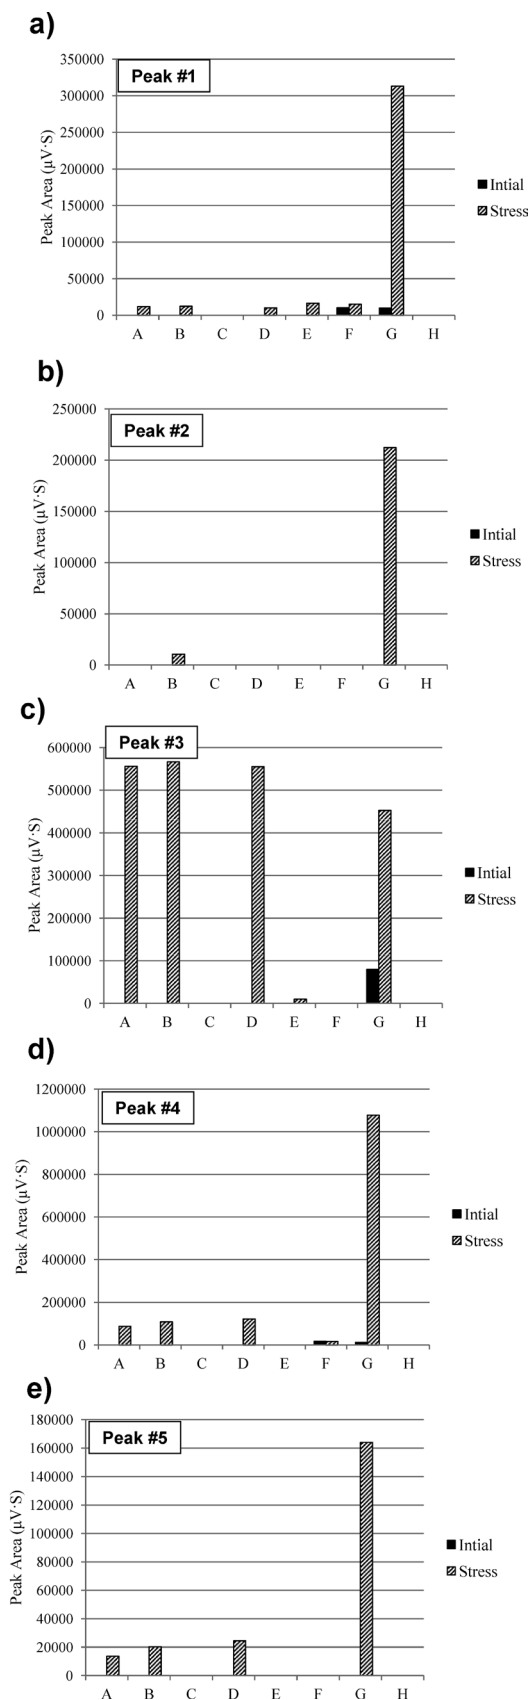 a)
Peak #1
Peak Area (µV·S)
350000
300000
250000
200000
150000
100000
50000
0
A B C D E F G H
Intial
Stress
b)
Peak #2
Peak Area (µV·S)
250000
200000
150000
100000
50000
0
A B C D E F G H
Intial
Stress
c)
Peak #3
Peak Area (µV·S)
600000
500000
400000
300000
200000
100000
0
A B C D E F G H
Intial
Stress
d)
Peak #4
Peak Area (µV·S)
1200000
1000000
800000
600000
400000
200000
0
A B C D E F G H
Intial
Stress
e)
Peak #5
Peak Area (µV·S)
180000
160000
140000
120000
100000
80000
60000
40000
20000
0
A B C D E F G H
Intial
Stress